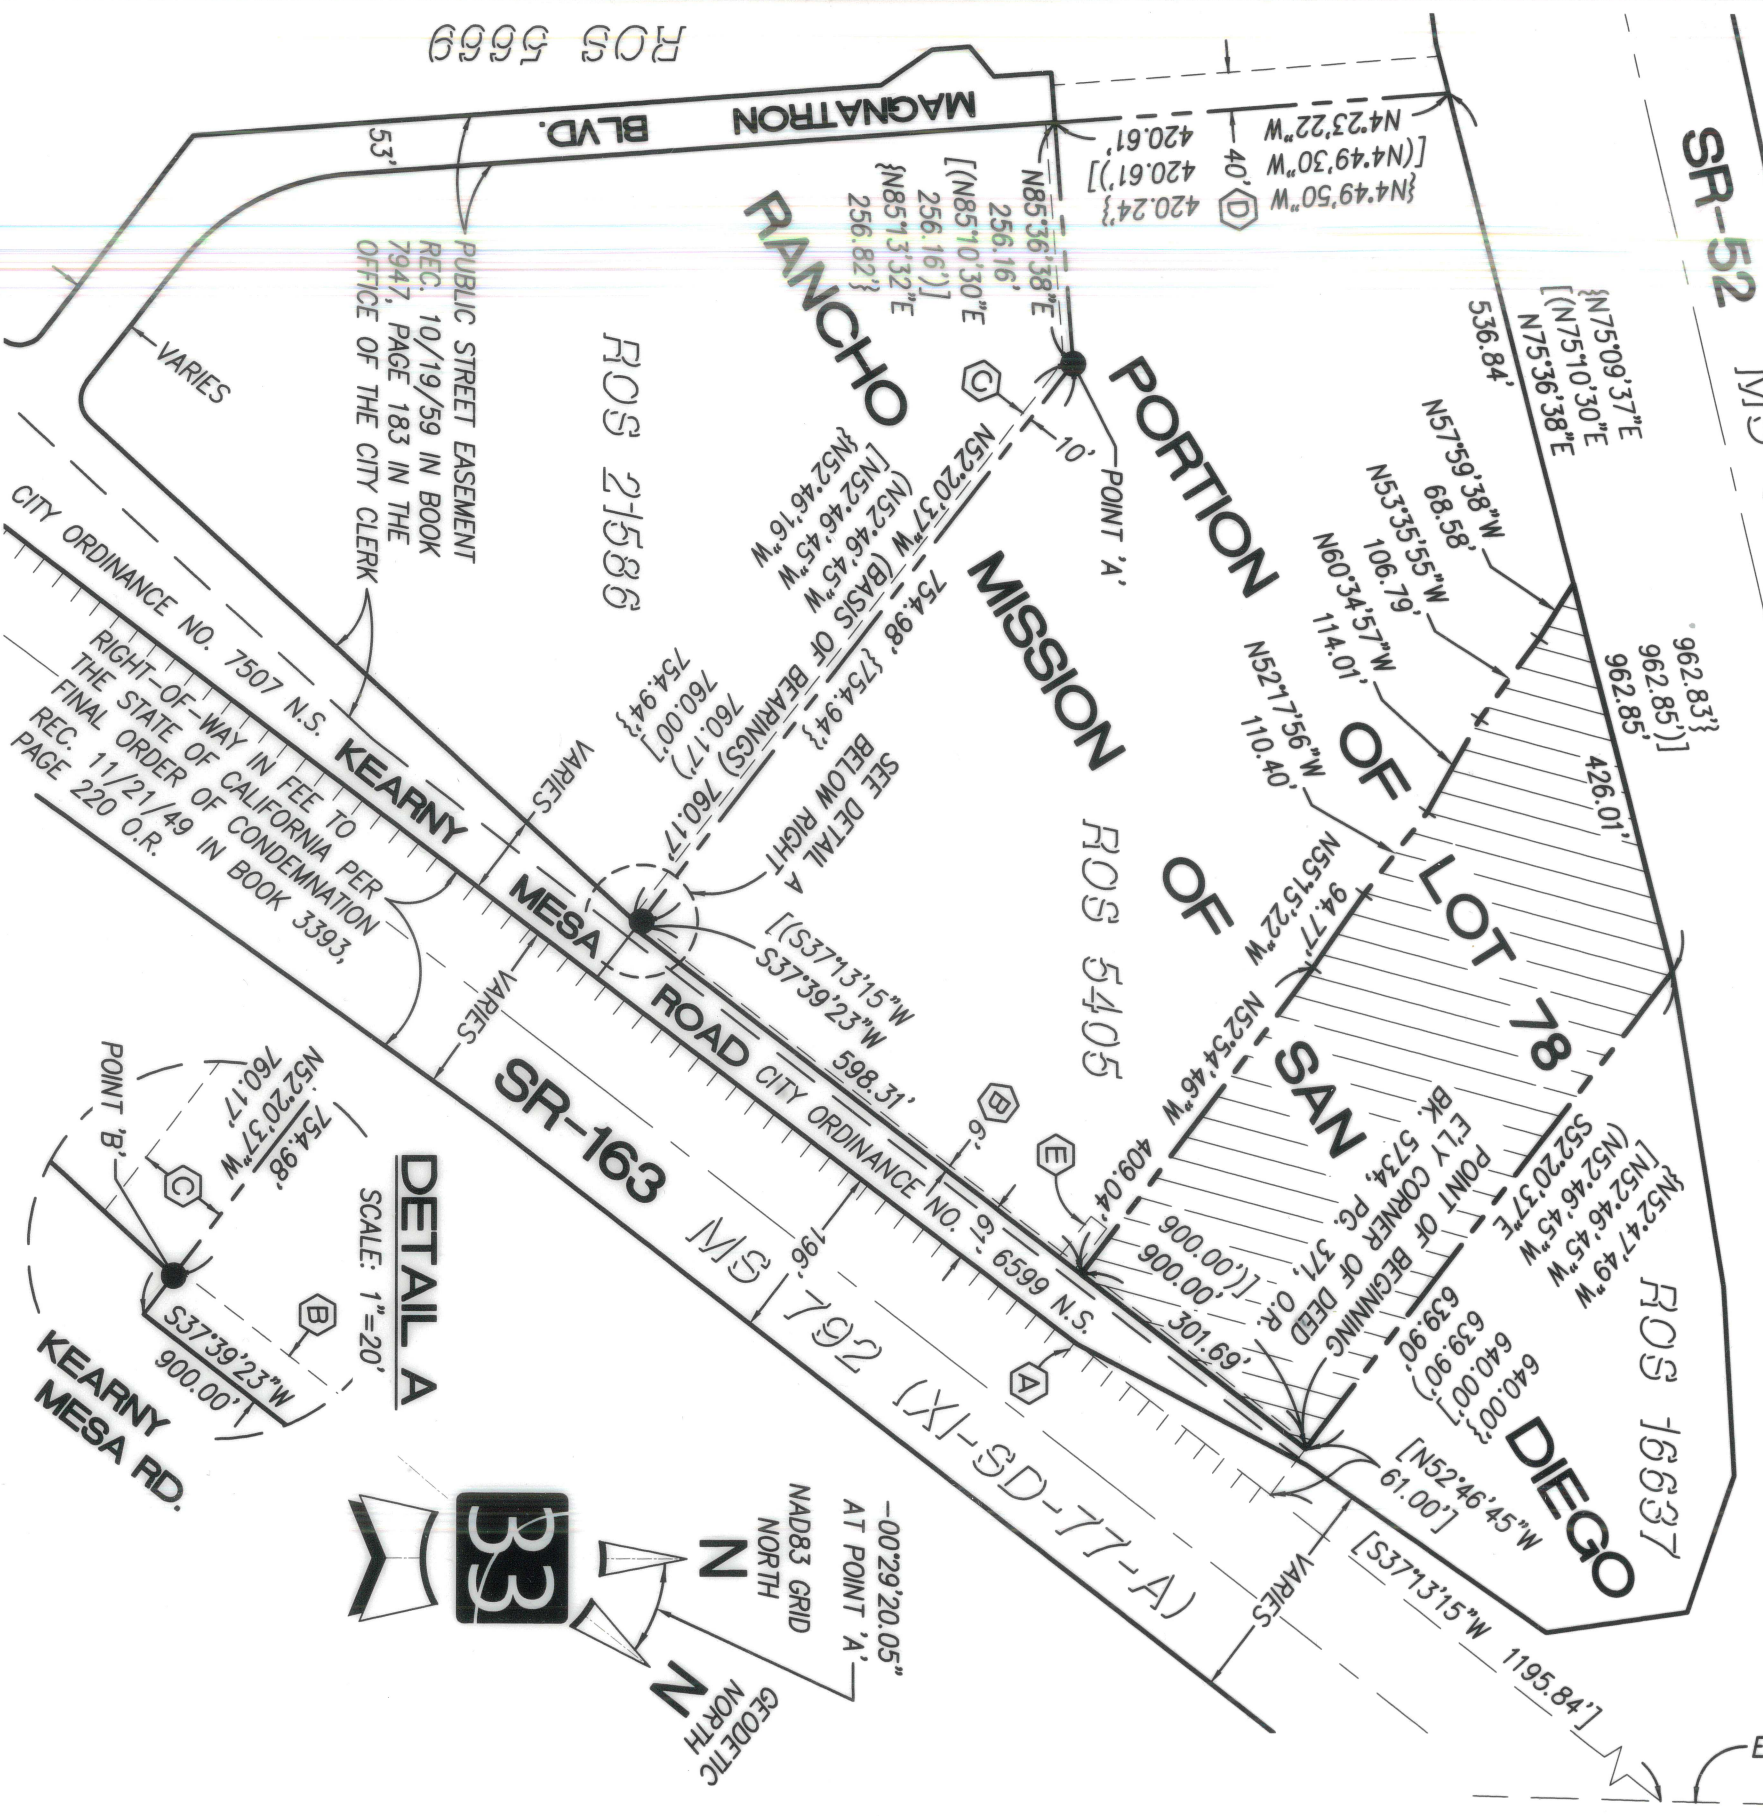 ROS 5669
MAGNATRON BLVD.
53'
N4°23'22"W 420.61'
[(N4°49'30"W 420.61')]
{N4°49'50"W 420.24'}
40'
D
SR-52
N85°36'38"E
256.16'
[(N85°10'30"E
256.16')]
{N85°13'32"E
256.82'}
{N75°09'37"E
[(N75°10'30"E
N75°36'38"E
962.83'}
962.85')]
962.85'
536.84'
426.01'
N57°59'38"W
68.58'
N53°35'55"W
106.79'
N60°34'57"W
114.01'
N52°17'56"W
110.40'
N55°15'22"W
94.77'
N52°54'46"W
409.04'
PORTION OF LOT 78
RANCHO MISSION OF SAN DIEGO
C
10'
POINT 'A'
N52°20'37"W (BASIS OF BEARINGS) 760.17'
(N52°46'45"W 760.17')
[N52°46'45"W 760.00']
{N52°46'16"W 754.94'}
754.98' {754.94'}
SEE DETAIL A
BELOW RIGHT
ROS 21586
ROS 5405
ROS 16637
PUBLIC STREET EASEMENT
REC. 10/19/59 IN BOOK
7947, PAGE 183 IN THE
OFFICE OF THE CITY CLERK
VARIES
CITY ORDINANCE NO. 7507 N.S.
KEARNY MESA ROAD
CITY ORDINANCE NO. 6599 N.S.
RIGHT-OF-WAY IN FEE TO
THE STATE OF CALIFORNIA PER
FINAL ORDER OF CONDEMNATION
REC. 11/21/49 IN BOOK 3393,
PAGE 220 O.R.
VARIES
VARIES
[(S37°13'15"W
S37°39'23"W
900.00')]
900.00'
598.31'
301.69'
B
6'
E
61'
A
196'
SR-163
MS 792 (XI-SD-77-A)
POINT OF BEGINNING
E'LY CORNER OF DEED
BK. 5734, PG. 371, O.R.
{N52°47'49"W 640.00'}
[N52°46'45"W 640.00']
(N52°46'45"W 639.90')
S52°20'37"E 639.90'
[N52°46'45"W
61.00']
VARIES
[S37°13'15"W 1195.84']
DETAIL A
SCALE: 1"=20'
754.98'
N52°20'37"W
760.17'
C
POINT 'B'
B
S37°39'23"W
900.00'
KEARNY
MESA RD.
33
N
NAD83 GRID
NORTH
N
GEODETIC
NORTH
-00°29'20.05"
AT POINT 'A'